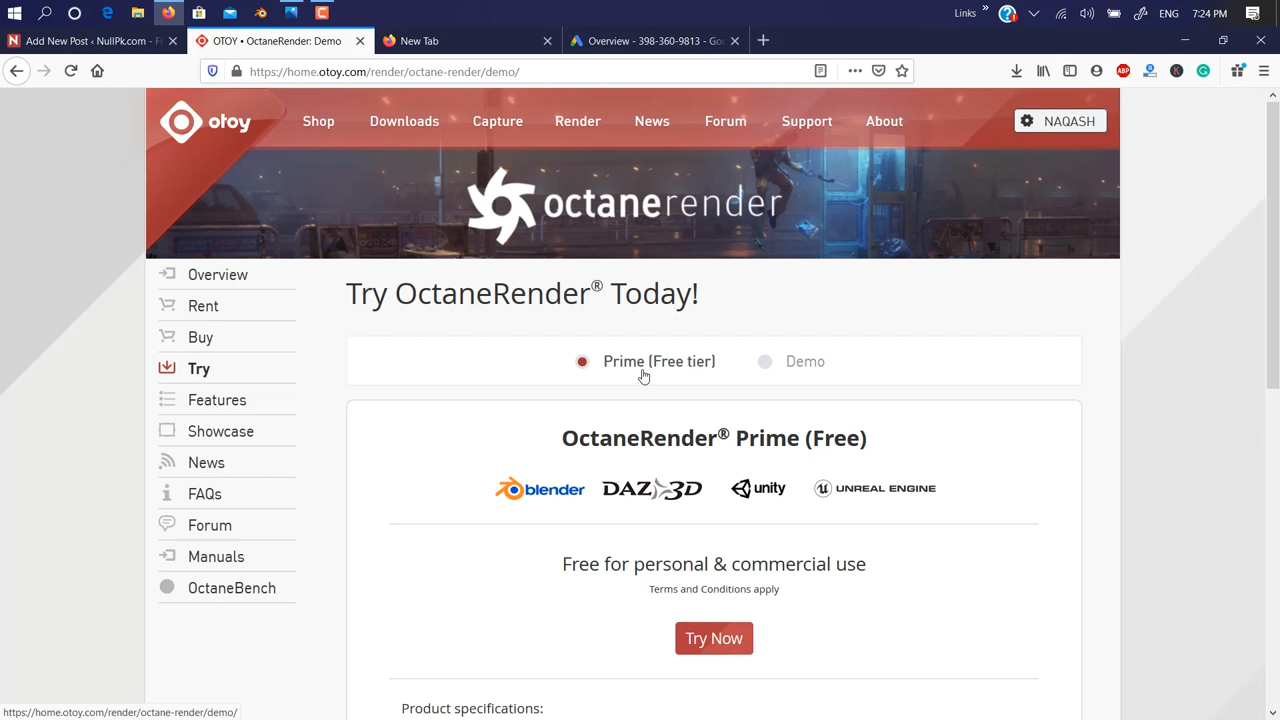 Links »
ENG
7:24 PM
Add New Post ‹ NullPk.com - Fr
OTOY • OctaneRender: Demo
New Tab
Overview - 398-360-9813 - Goo
https://home.otoy.com/render/octane-render/demo/
ABP
otoy
Shop
Downloads
Capture
Render
News
Forum
Support
About
NAQASH
octanerender
Overview
Rent
Buy
Try
Features
Showcase
News
FAQs
Forum
Manuals
OctaneBench
Try OctaneRender® Today!
Prime (Free tier)
Demo
OctaneRender® Prime (Free)
blender DAZ 3D unity UNREAL ENGINE
Free for personal & commercial use
Terms and Conditions apply
Try Now
Product specifications:
https://home.otoy.com/render/octane-render/demo/